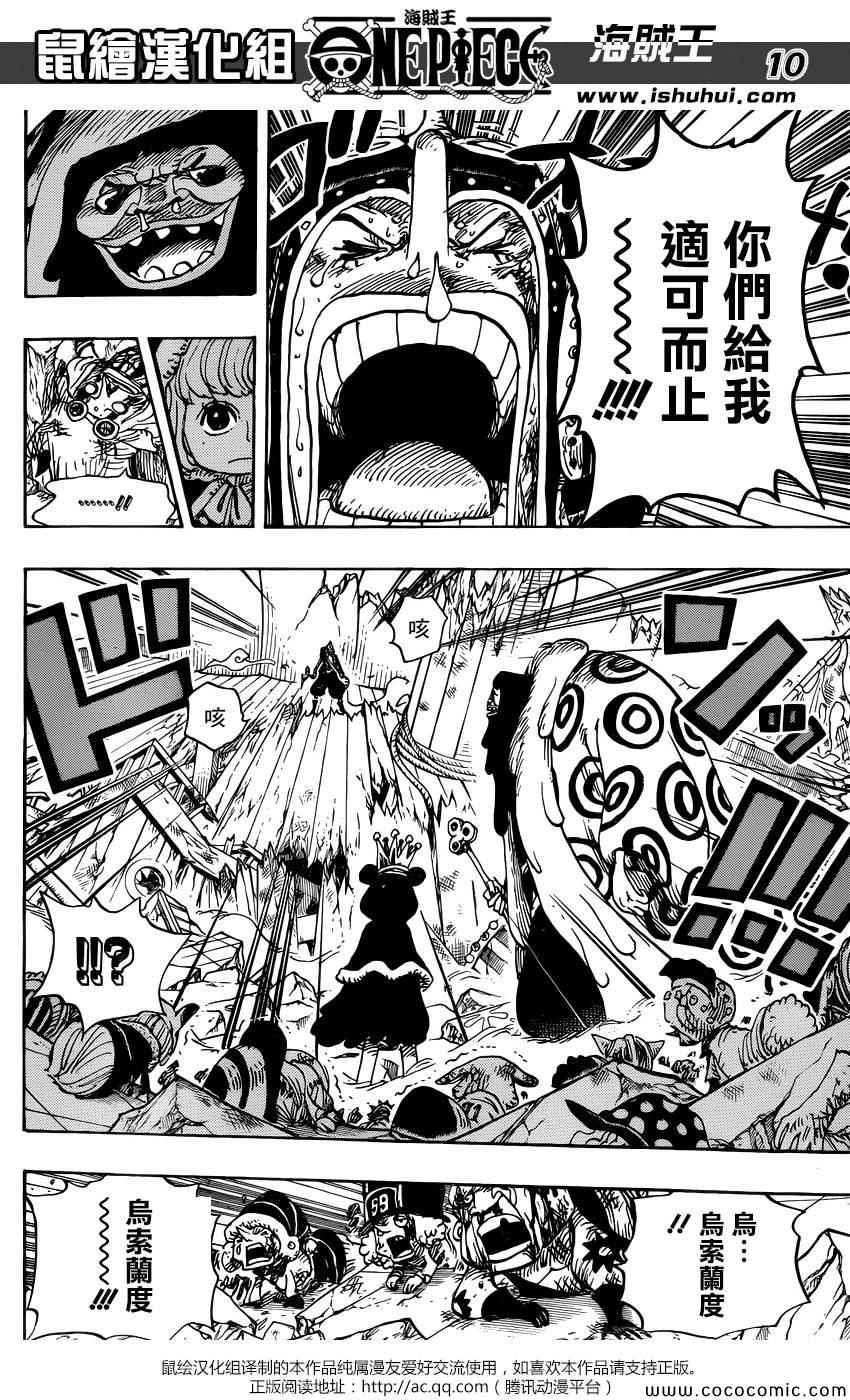 鼠繪漢化組
海賊王
ONE PIECE
海賊王
10
www.ishuhui.com
你們給我
適可而止
~~~~!!!!
……!!
咳
咳
ドンッ!!!
!!?
59
烏…
烏索蘭度
!!
烏索蘭度
~~~!!!
鼠绘汉化组译制的本作品纯属漫友爱好交流使用，如喜欢本作品请支持正版。
正版阅读地址：http://ac.qq.com（腾讯动漫平台）
www.cococomic.com